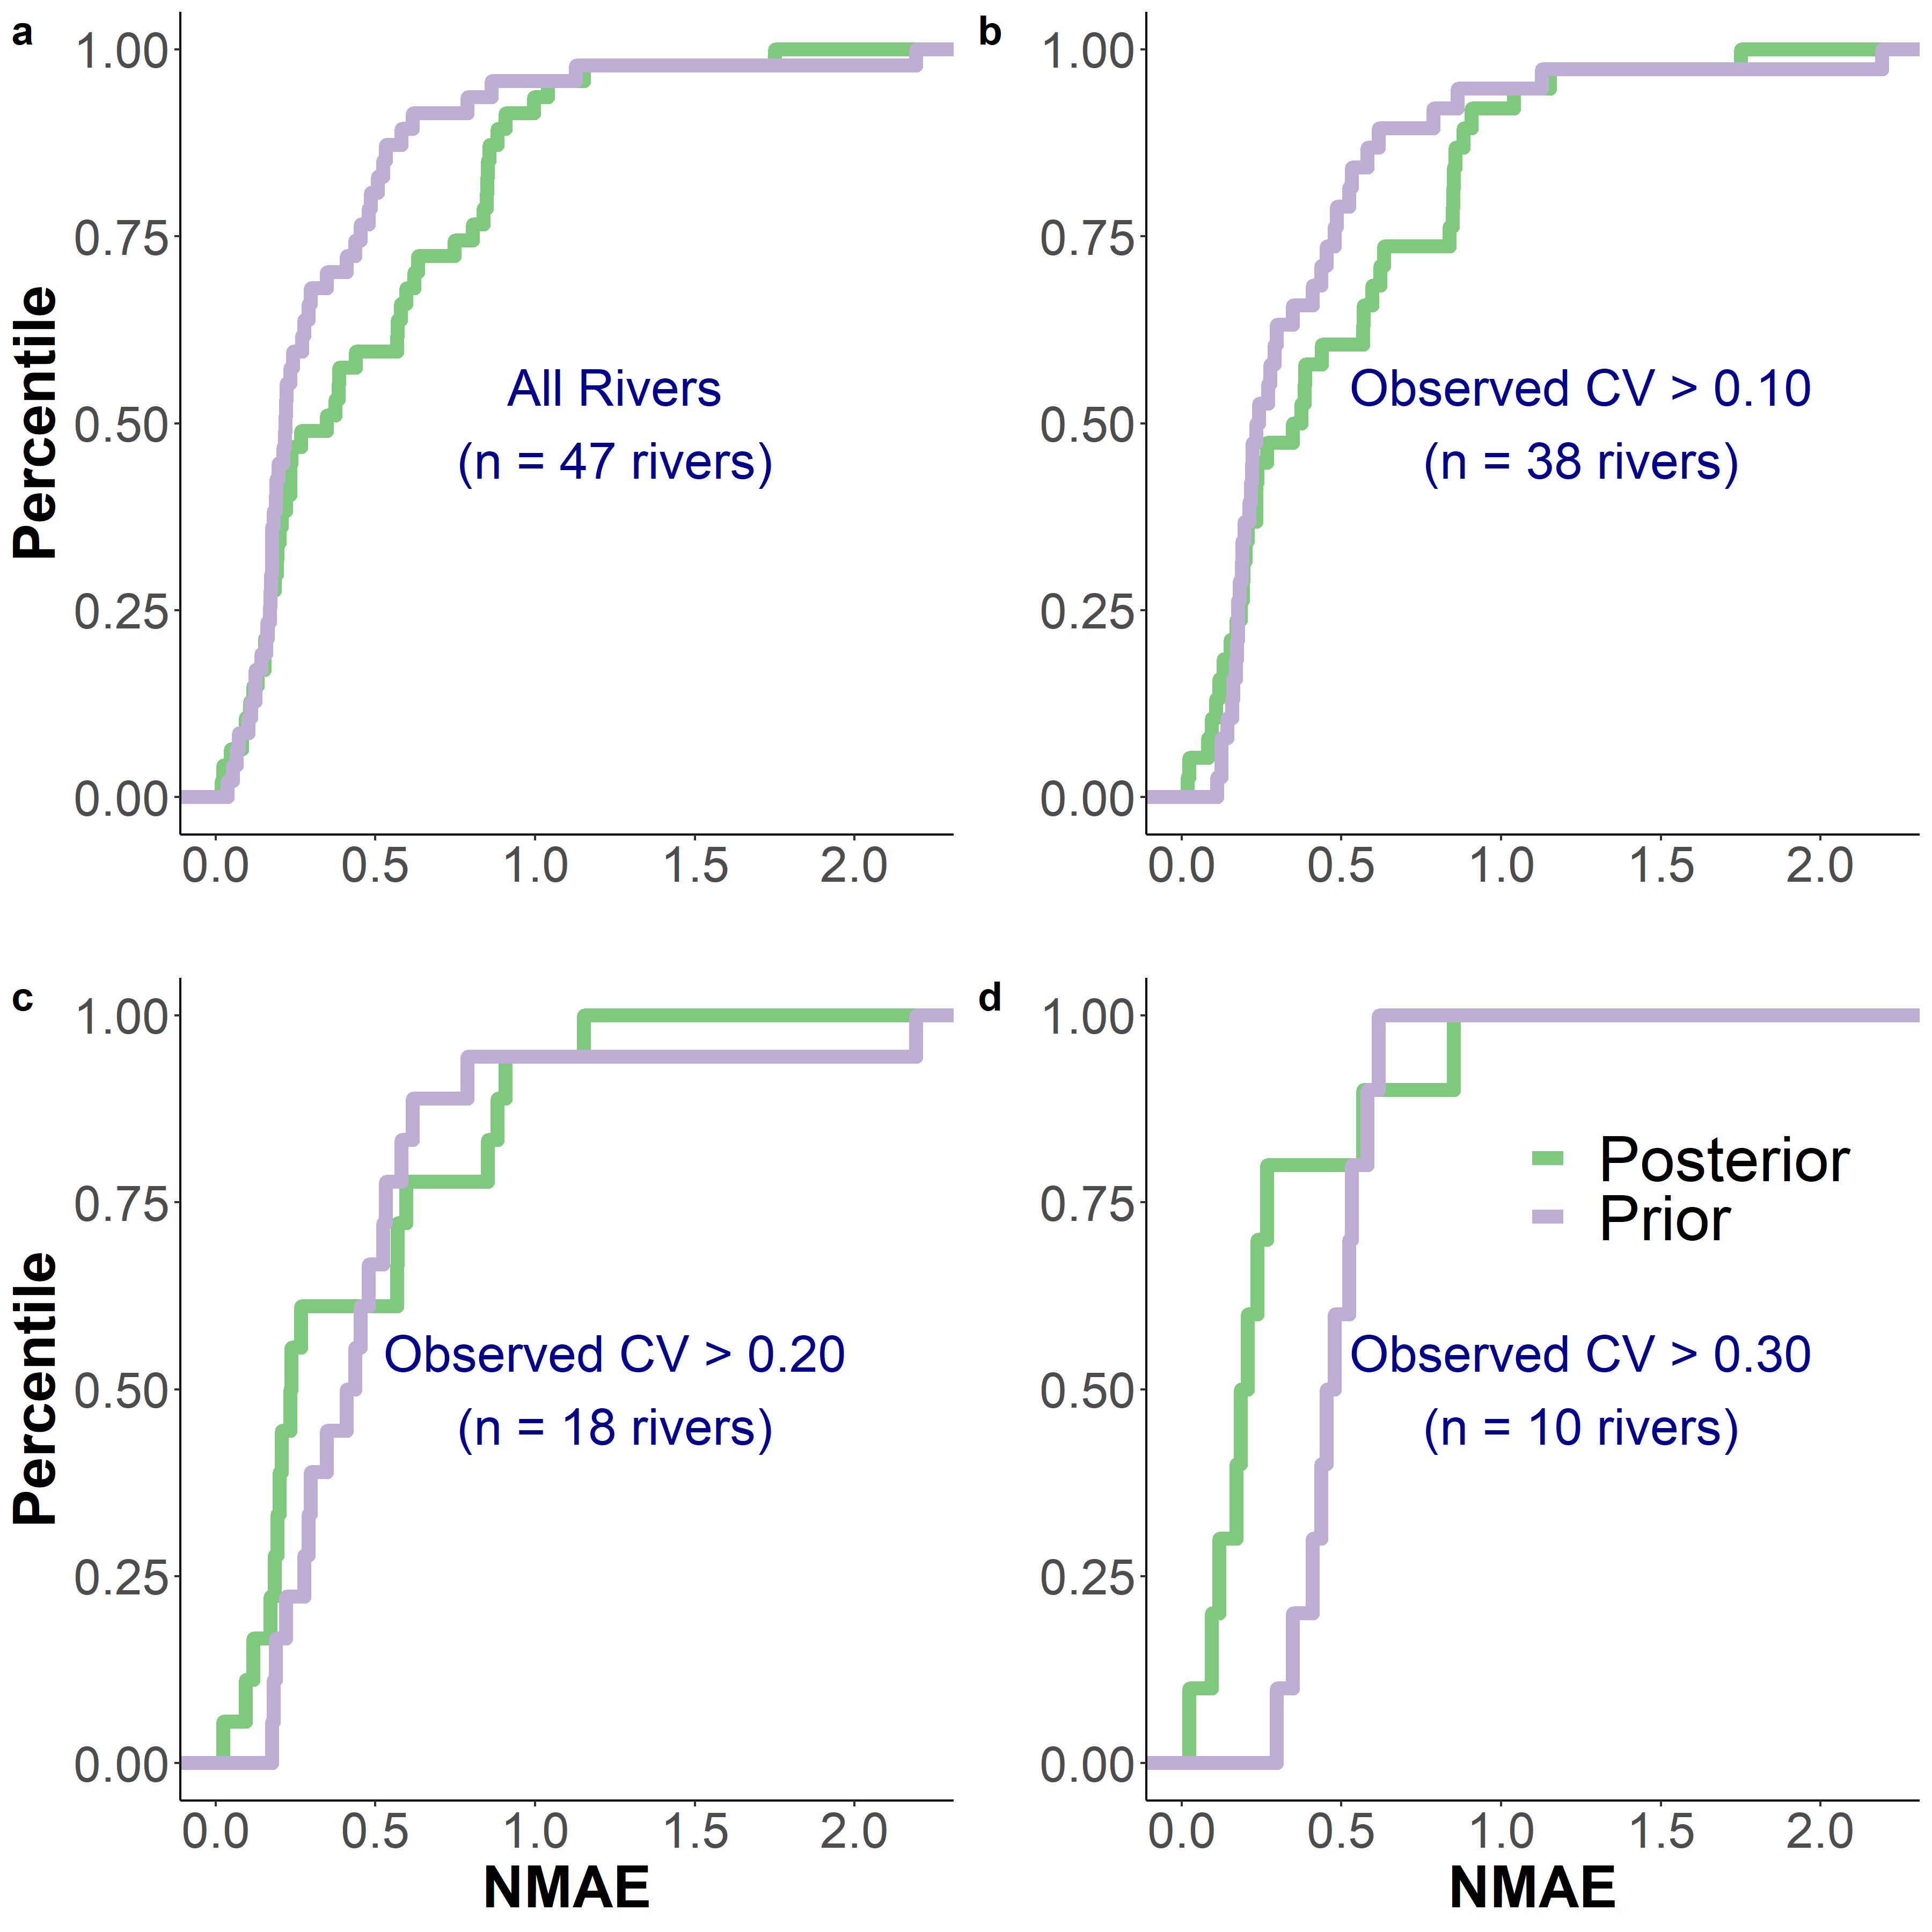 a
1.00
0.75
0.50
0.25
0.00
Percentile
All Rivers
(n = 47 rivers)
0.0 0.5 1.0 1.5 2.0
b
1.00
0.75
0.50
0.25
0.00
Observed CV > 0.10
(n = 38 rivers)
0.0 0.5 1.0 1.5 2.0
c
1.00
0.75
0.50
0.25
0.00
Percentile
Observed CV > 0.20
(n = 18 rivers)
0.0 0.5 1.0 1.5 2.0
NMAE
d
1.00
0.75
0.50
0.25
0.00
Posterior
Prior
Observed CV > 0.30
(n = 10 rivers)
0.0 0.5 1.0 1.5 2.0
NMAE